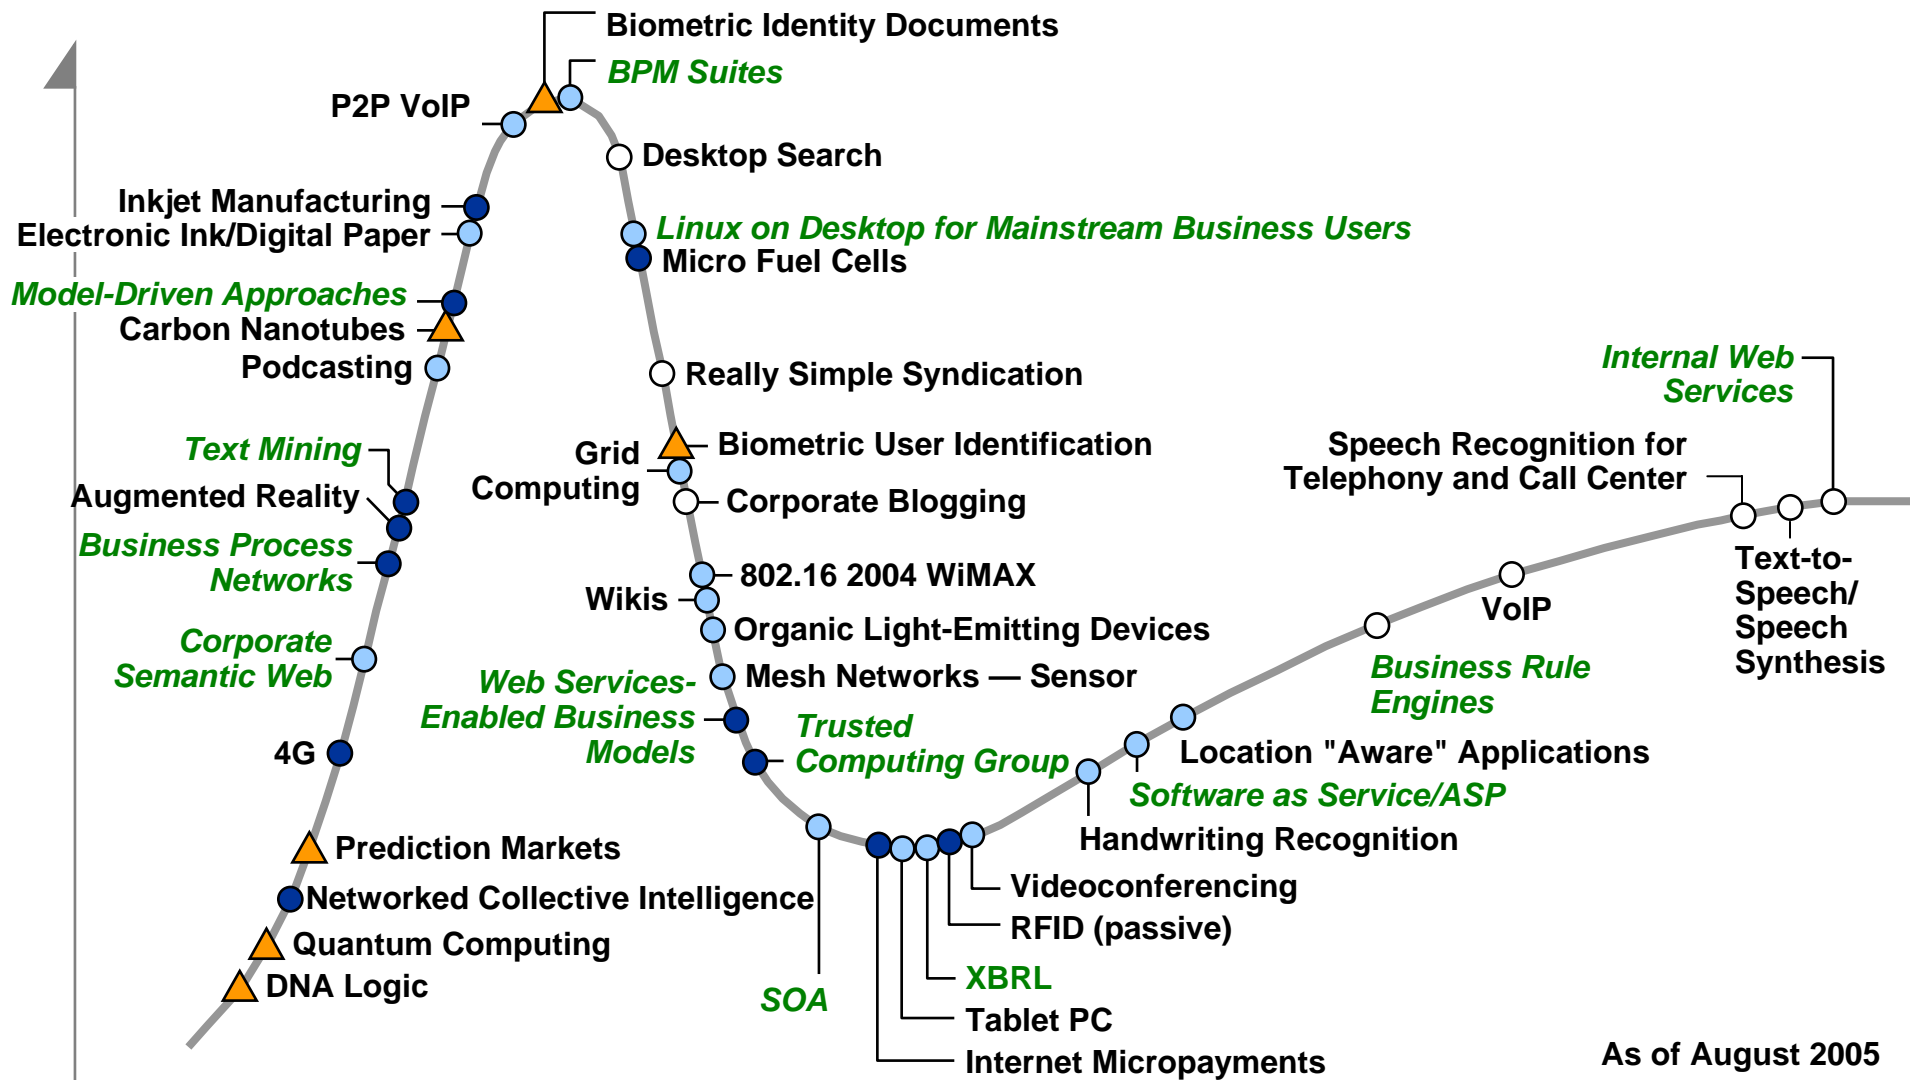 Biometric Identity Documents
BPM Suites
P2P VoIP
Desktop Search
Inkjet Manufacturing
Electronic Ink/Digital Paper
Linux on Desktop for Mainstream Business Users
Micro Fuel Cells
Model-Driven Approaches
Carbon Nanotubes
Podcasting
Really Simple Syndication
Internal Web
Services
Text Mining
Augmented Reality
Business Process
Networks
Biometric User Identification
Grid
Computing
Corporate Blogging
Speech Recognition for
Telephony and Call Center
802.16 2004 WiMAX
Wikis
Organic Light-Emitting Devices
Mesh Networks — Sensor
Text-to-
Speech/
Speech
Synthesis
VoIP
Corporate
Semantic Web
Web Services-
Enabled Business
Models
Trusted
Computing Group
Business Rule
Engines
Location "Aware" Applications
Software as Service/ASP
Handwriting Recognition
4G
Prediction Markets
Networked Collective Intelligence
Quantum Computing
DNA Logic
Videoconferencing
RFID (passive)
XBRL
SOA
Tablet PC
Internet Micropayments
As of August 2005